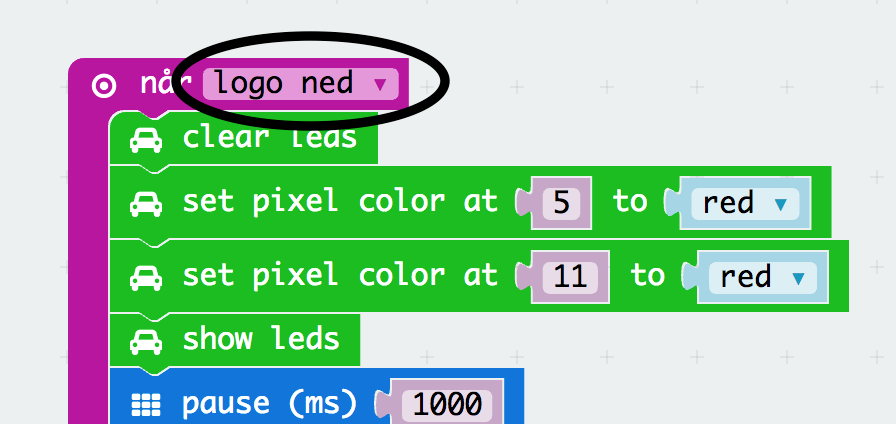 når logo ned
clear leds
set pixel color at 5 to red
set pixel color at 11 to red
show leds
pause (ms) 1000